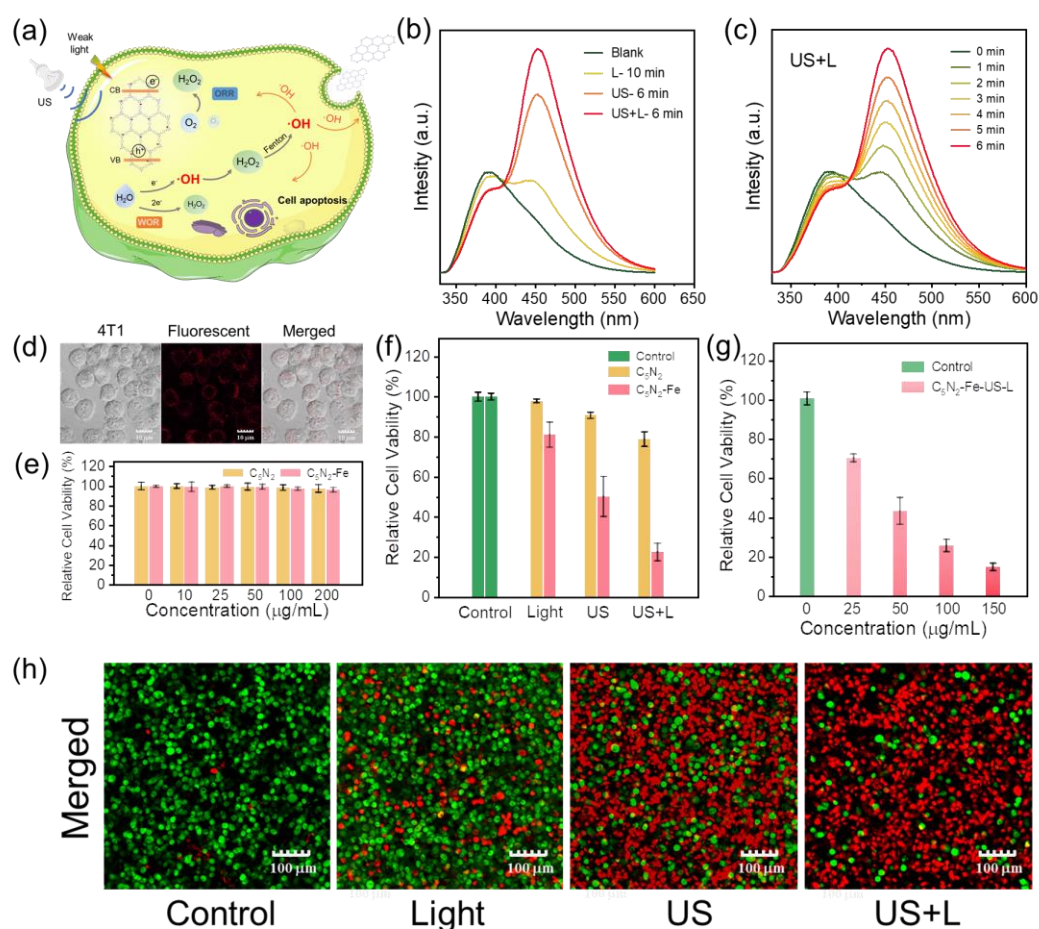 (a)
Weak
light
US
CB
e⁻
h⁺
VB
H₂O₂
ORR
O₂
·OH
·OH
·OH
·OH
·OH
Fenton
H₂O₂
H₂O
e⁻
·OH
2e⁻
H₂O₂
WOR
Cell apoptosis
(b)
Blank
L- 10 min
US- 6 min
US+L- 6 min
Intesity (a.u.)
350 400 450 500 550 600 650
Wavelength (nm)
(c)
US+L
0 min
1 min
2 min
3 min
4 min
5 min
6 min
Intesity (a.u.)
350 400 450 500 550 600
Wavelength (nm)
(d)
4T1 Fluorescent Merged
10 μm 10 μm 10 μm
(e)
C₅N₂ C₅N₂-Fe
Relative Cell Vability (%)
120
100
80
60
40
20
0
0 10 25 50 100 200
Concentration (μg/mL)
(f)
Control
C₅N₂
C₅N₂-Fe
Relative Cell Vability (%)
120
100
80
60
40
20
0
Control Light US US+L
(g)
Control
C₅N₂-Fe-US-L
Relative Cell Vability (%)
120
100
80
60
40
20
0
0 25 50 100 150
Concentration (μg/mL)
(h)
Merged
100 μm 100 μm 100 μm 100 μm
Control Light US US+L